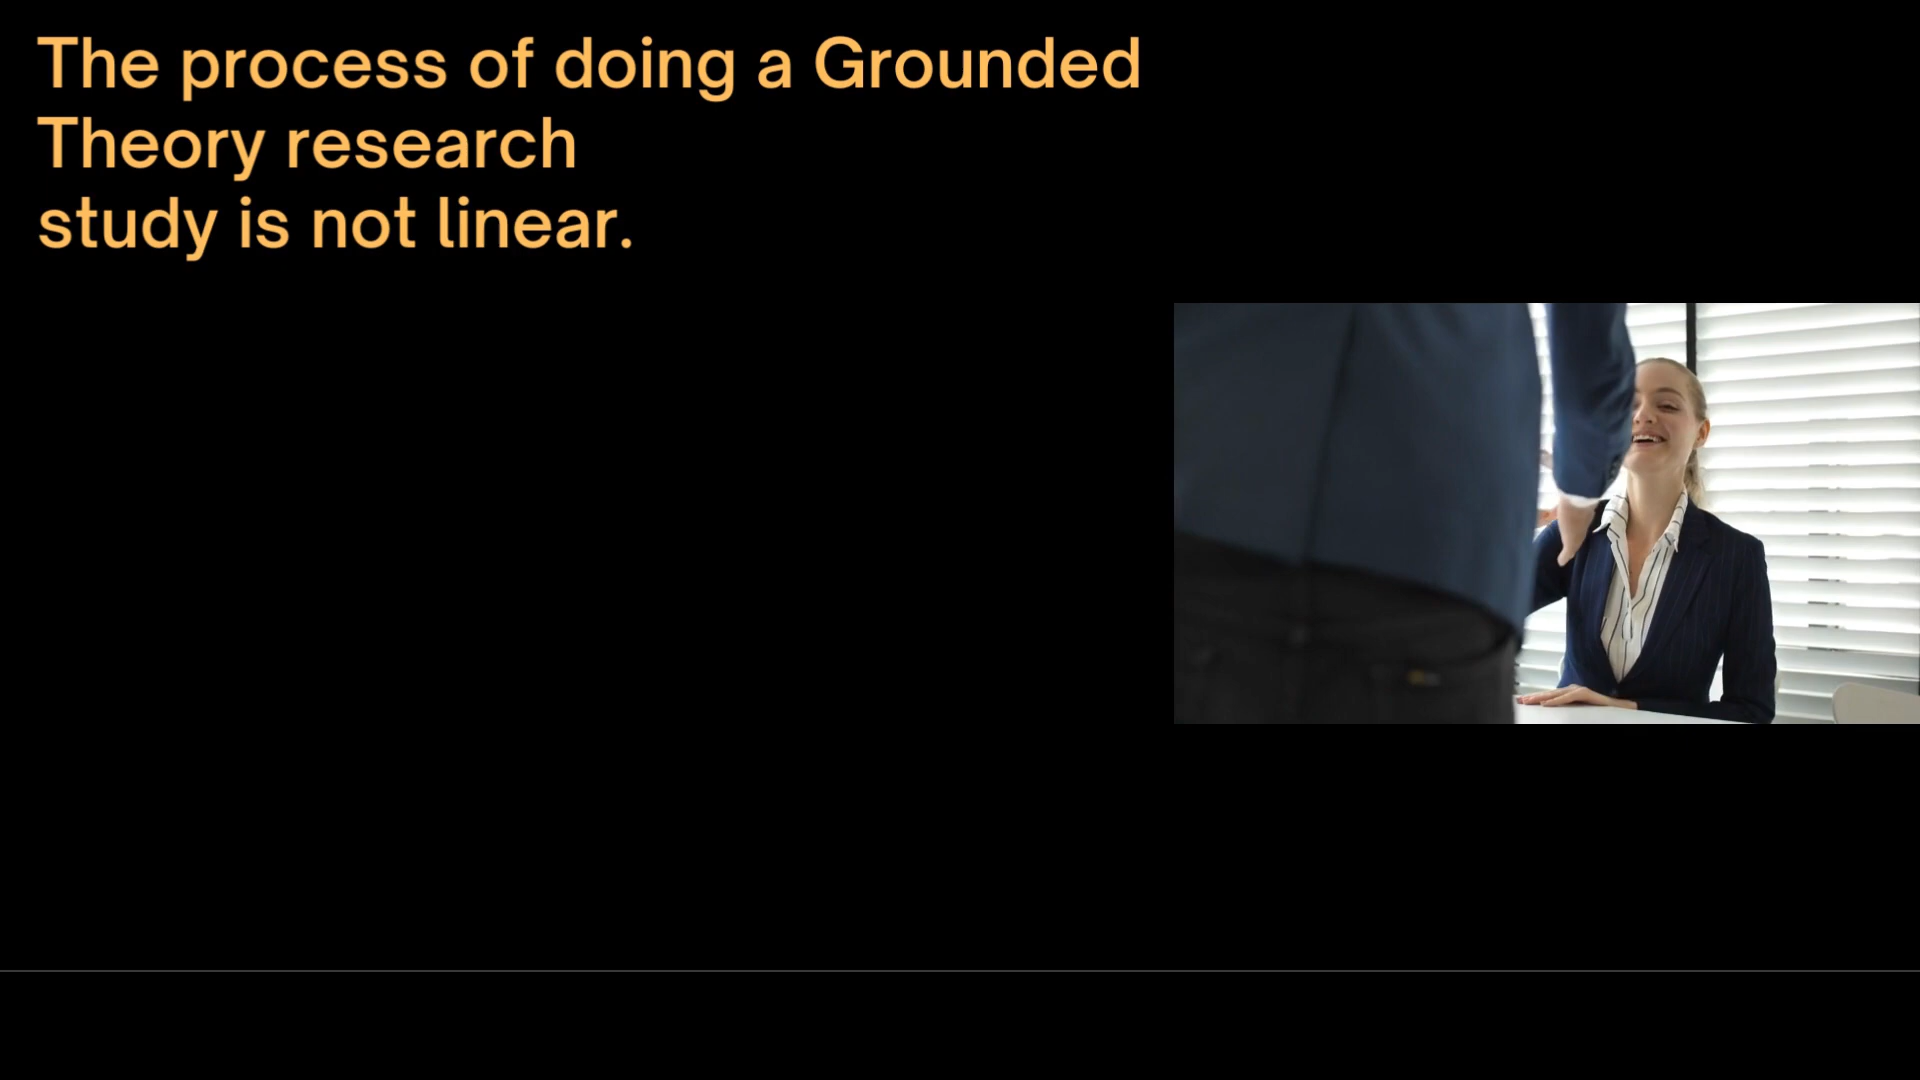 The process of doing a Grounded
Theory research
study is not linear.